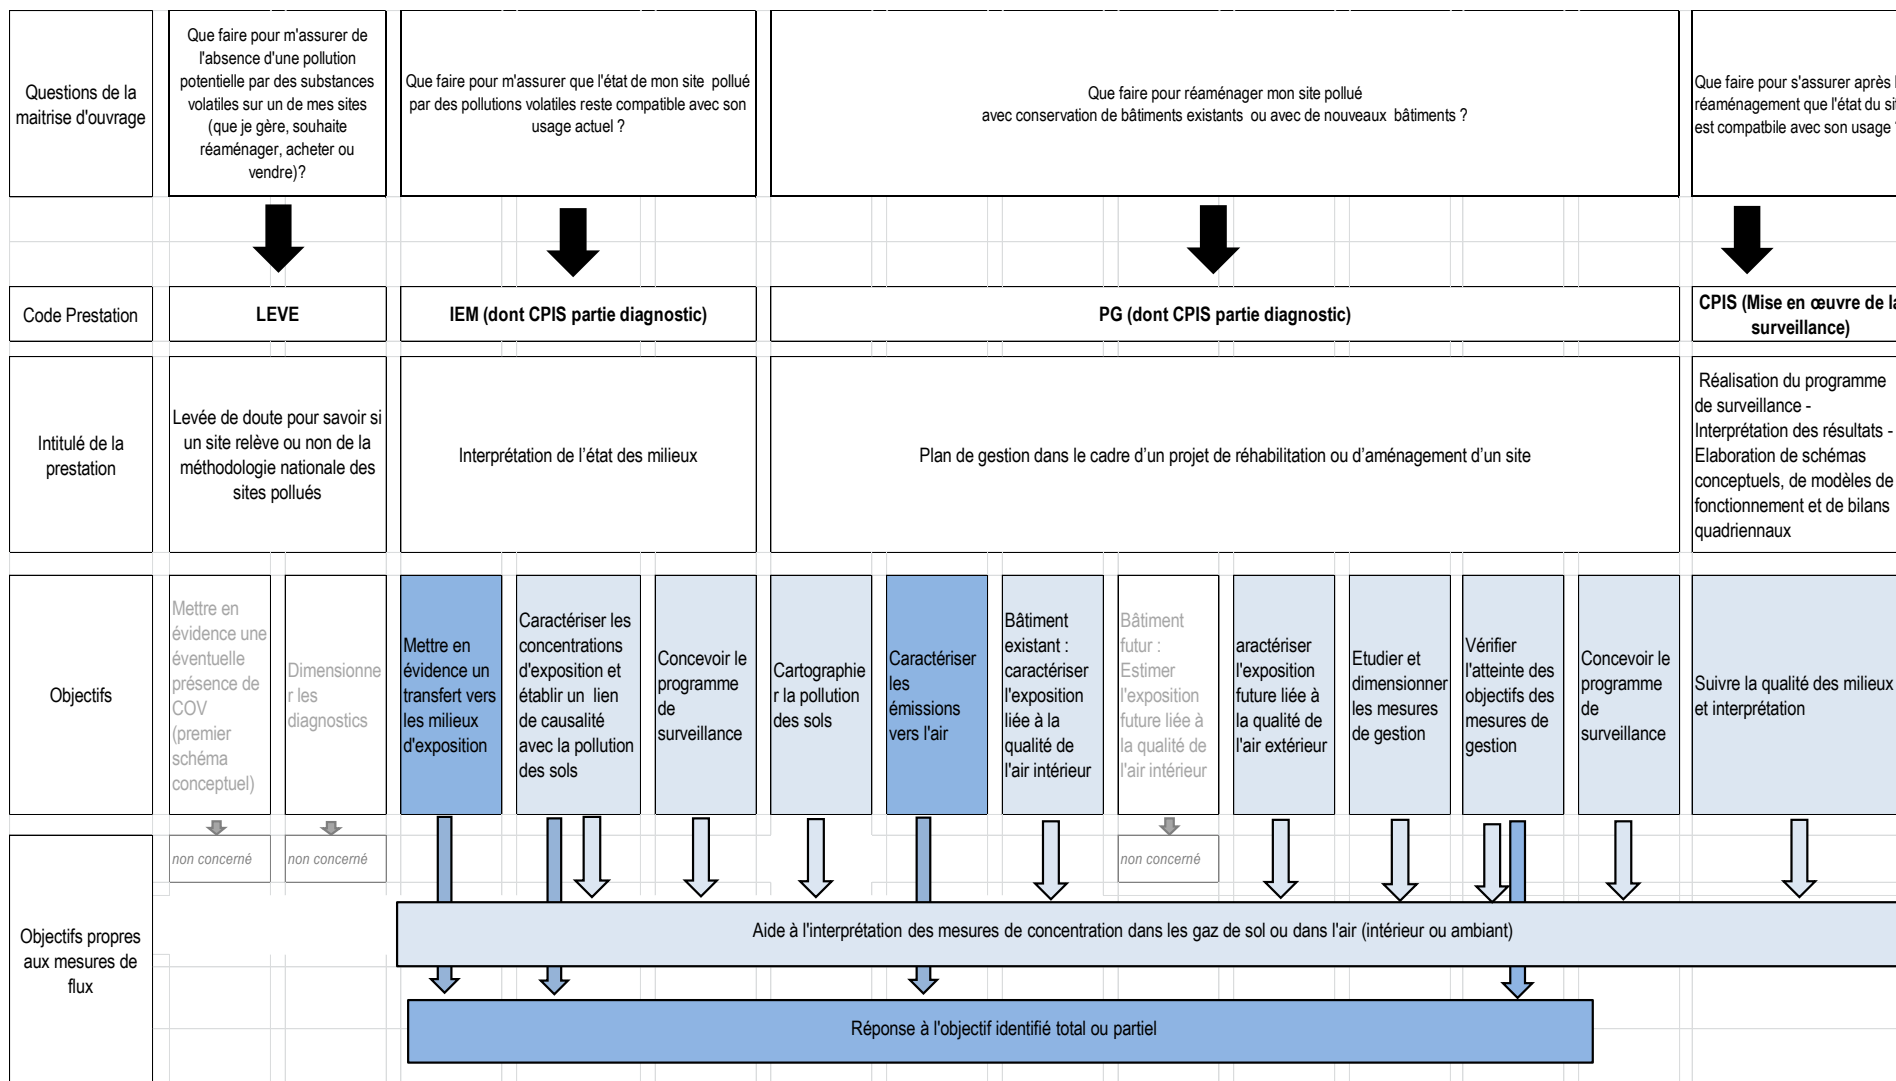 Questions de la
maitrise d'ouvrage
Que faire pour m'assurer de
l'absence d'une pollution
potentielle par des substances
volatiles sur un de mes sites
(que je gère, souhaite
réaménager, acheter ou
vendre)?
Que faire pour m'assurer que l'état de mon site pollué
par des pollutions volatiles reste compatible avec son
usage actuel ?
Que faire pour réaménager mon site pollué
avec conservation de bâtiments existants ou avec de nouveaux bâtiments ?
Que faire pour s'assurer après
réaménagement que l'état du
est compatbile avec son usage
Code Prestation
LEVE
IEM (dont CPIS partie diagnostic)
PG (dont CPIS partie diagnostic)
CPIS (Mise en œuvre de la
surveillance)
Intitulé de la
prestation
Levée de doute pour savoir si
un site relève ou non de la
méthodologie nationale des
sites pollués
Interprétation de l'état des milieux
Plan de gestion dans le cadre d'un projet de réhabilitation ou d'aménagement d'un site
Réalisation du programme
de surveillance -
Interprétation des résultats -
Elaboration de schémas
conceptuels, de modèles de
fonctionnement et de bilans
quadriennaux
Objectifs
Mettre en
évidence une
éventuelle
présence de
COV
(premier
schéma
conceptuel)
Dimensionne
r les
diagnostics
Mettre en
évidence un
transfert vers
les milieux
d'exposition
Caractériser les
concentrations
d'exposition et
établir un lien
de causalité
avec la pollution
des sols
Concevoir le
programme
de
surveillance
Cartographie
r la pollution
des sols
Caractériser
les
émissions
vers l'air
Bâtiment
existant :
caractériser
l'exposition
liée à la
qualité de
l'air intérieur
Bâtiment
futur :
Estimer
l'exposition
future liée à
la qualité de
l'air intérieur
aractériser
l'exposition
future liée à
la qualité de
l'air extérieur
Etudier et
dimensionner
les mesures
de gestion
Vérifier
l'atteinte des
objectifs des
mesures de
gestion
Concevoir le
programme
de
surveillance
Suivre la qualité des milieux
et interprétation
Objectifs propres
aux mesures de
flux
non concerné
non concerné
non concerné
Aide à l'interprétation des mesures de concentration dans les gaz de sol ou dans l'air (intérieur ou ambiant)
Réponse à l'objectif identifié total ou partiel